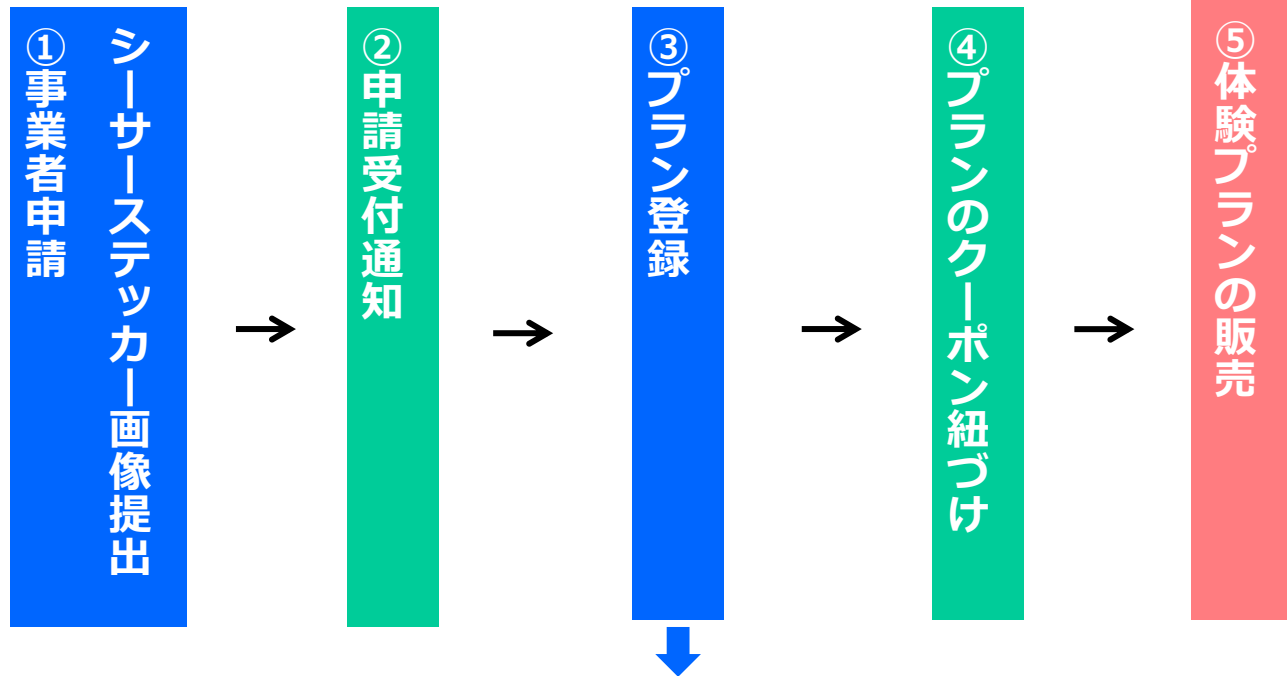 シーサーステッカー画像提出
①事業者申請
②申請受付通知
③プラン登録
④プランのクーポン紐づけ
⑤体験プランの販売